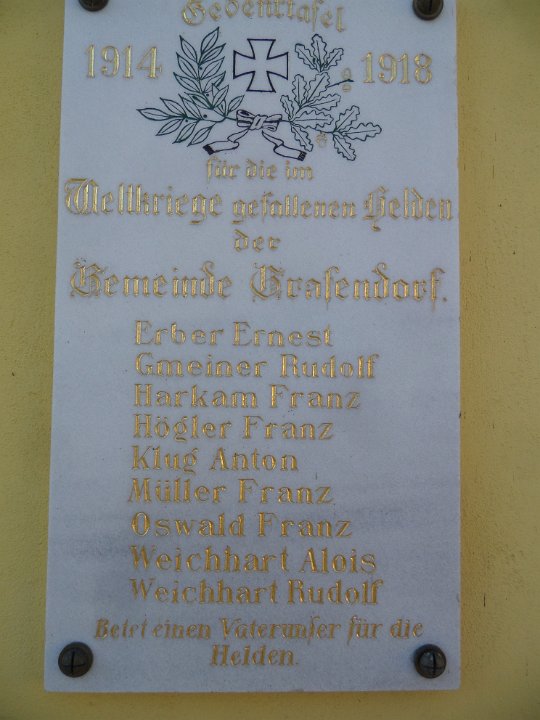 Gedenktafel
1914 1918
für die im
Weltkriege gefallenen Helden
der
Gemeinde Grasendorf.
Erber Ernest
Gmeiner Rudolf
Harkam Franz
Högler Franz
Klug Anton
Müller Franz
Oswald Franz
Weichhart Alois
Weichhart Rudolf
Betet einen Vaterunser für die
Helden.